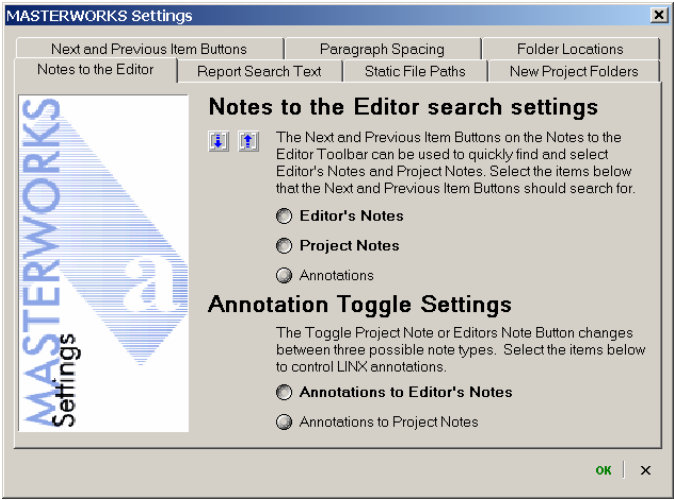 MASTERWORKS Settings
Next and Previous Item Buttons
Paragraph Spacing
Folder Locations
Notes to the Editor
Report Search Text
Static File Paths
New Project Folders
MASTERWORKS
Settings
a
Notes to the Editor search settings
The Next and Previous Item Buttons on the Notes to the
Editor Toolbar can be used to quickly find and select
Editor's Notes and Project Notes. Select the items below
that the Next and Previous Item Buttons should search for.
Editor's Notes
Project Notes
Annotations
Annotation Toggle Settings
The Toggle Project Note or Editors Note Button changes
between three possible note types.  Select the items below
to control LINX annotations.
Annotations to Editor's Notes
Annotations to Project Notes
OK